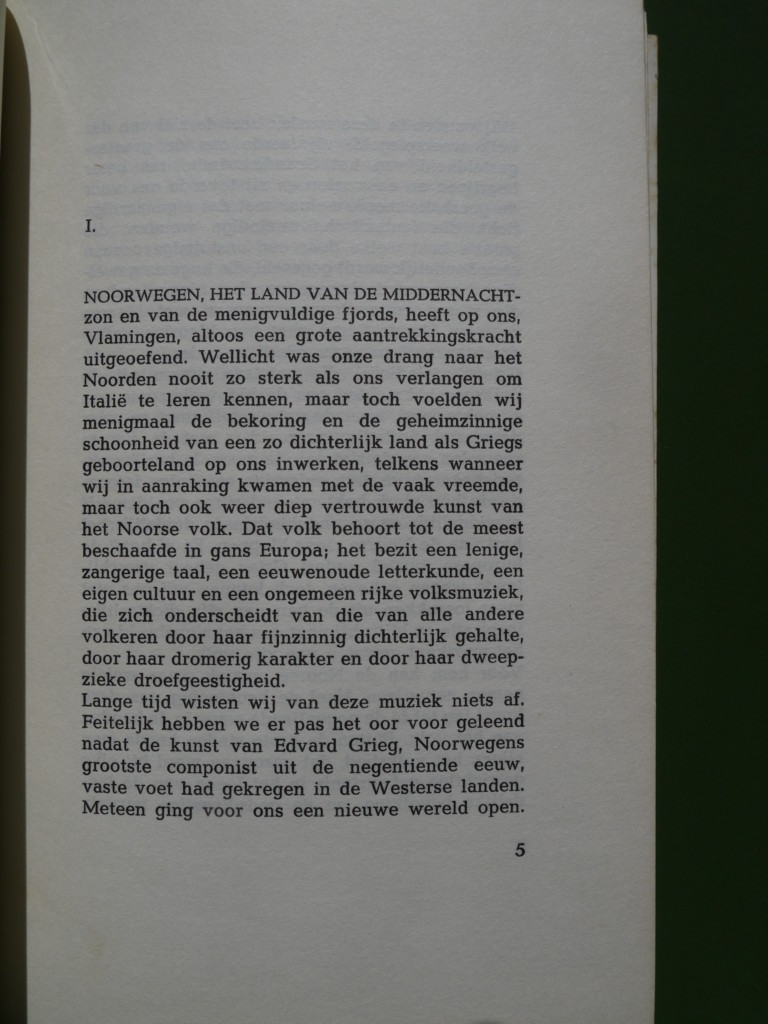 I.
NOORWEGEN, HET LAND VAN DE MIDDERNACHT-
zon en van de menigvuldige fjords, heeft op ons,
Vlamingen, altoos een grote aantrekkingskracht
uitgeoefend. Wellicht was onze drang naar het
Noorden nooit zo sterk als ons verlangen om
Italië te leren kennen, maar toch voelden wij
menigmaal de bekoring en de geheimzinnige
schoonheid van een zo dichterlijk land als Griegs
geboorteland op ons inwerken, telkens wanneer
wij in aanraking kwamen met de vaak vreemde,
maar toch ook weer diep vertrouwde kunst van
het Noorse volk. Dat volk behoort tot de meest
beschaafde in gans Europa; het bezit een lenige,
zangerige taal, een eeuwenoude letterkunde, een
eigen cultuur en een ongemeen rijke volksmuziek,
die zich onderscheidt van die van alle andere
volkeren door haar fijnzinnig dichterlijk gehalte,
door haar dromerig karakter en door haar dweep-
zieke droefgeestigheid.
Lange tijd wisten wij van deze muziek niets af.
Feitelijk hebben we er pas het oor voor geleend
nadat de kunst van Edvard Grieg, Noorwegens
grootste componist uit de negentiende eeuw,
vaste voet had gekregen in de Westerse landen.
Meteen ging voor ons een nieuwe wereld open.
5